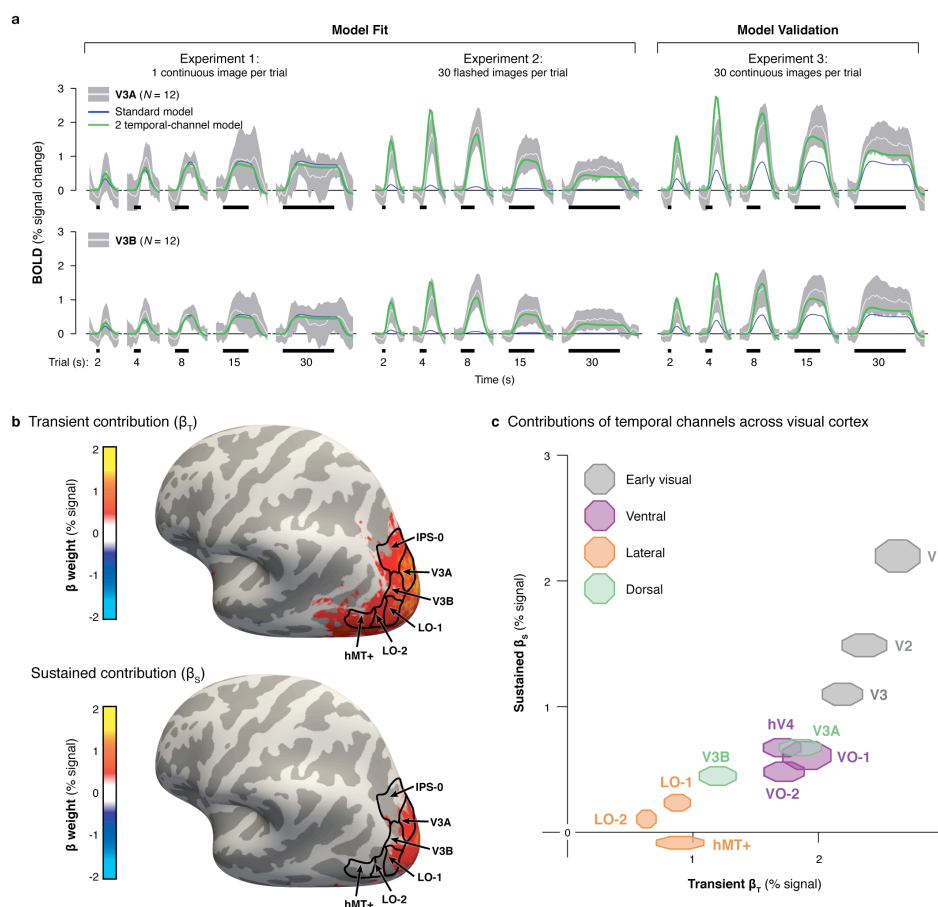 a
Model Fit
Model Validation
Experiment 1:
1 continuous image per trial
Experiment 2:
30 flashed images per trial
Experiment 3:
30 continuous images per trial
BOLD (% signal change)
3
2
1
0
V3A (N = 12)
Standard model
2 temporal-channel model
3
2
1
0
V3B (N = 12)
Trial (s): 2 4 8 15 30 2 4 8 15 30 2 4 8 15 30
Time (s)
b Transient contribution (βT)
β weight (% signal)
2
1
0
-1
-2
IPS-0
V3A
V3B
LO-1
LO-2
hMT+
Sustained contribution (βS)
β weight (% signal)
2
1
0
-1
-2
IPS-0
V3A
V3B
LO-1
LO-2
hMT+
c Contributions of temporal channels across visual cortex
Sustained βS (% signal)
3
2
1
0
Early visual
Ventral
Lateral
Dorsal
V
V2
V3
hV4
V3A
VO-1
V3B
VO-2
LO-1
LO-2
hMT+
1 2
Transient βT (% signal)